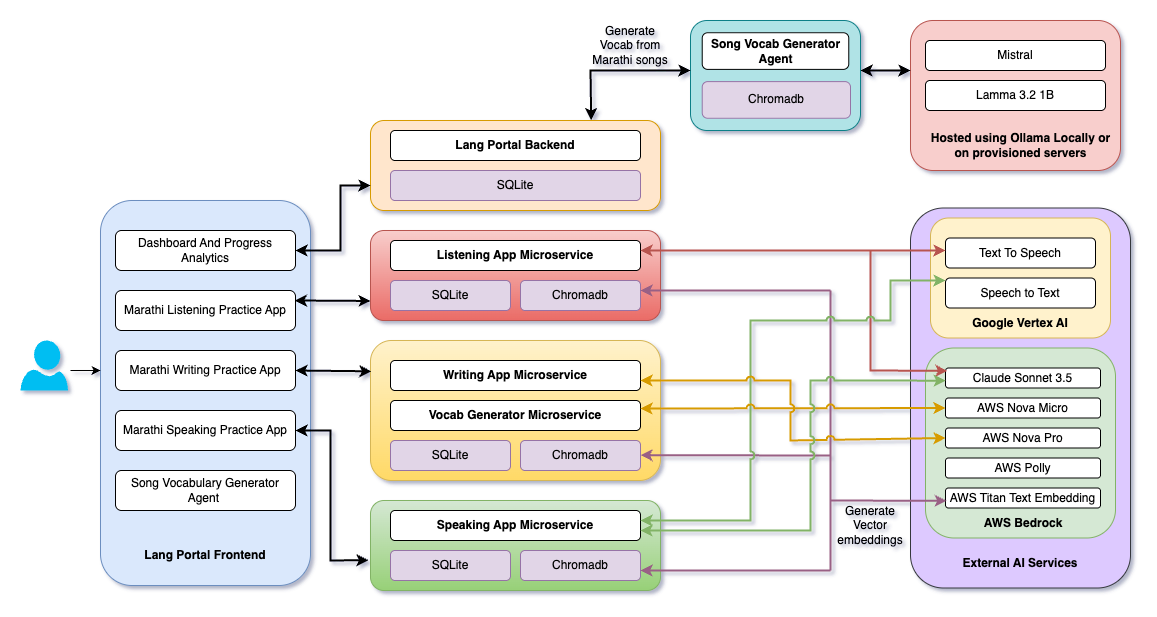 Generate
Vocab from
Marathi songs
Song Vocab Generator
Agent
Chromadb
Mistral
Lamma 3.2 1B
Hosted using Ollama Locally or
on provisioned servers
Lang Portal Backend
SQLite
Dashboard And Progress
Analytics
Marathi Listening Practice App
Marathi Writing Practice App
Marathi Speaking Practice App
Song Vocabulary Generator
Agent
Lang Portal Frontend
Listening App Microservice
SQLite
Chromadb
Writing App Microservice
Vocab Generator Microservice
SQLite
Chromadb
Speaking App Microservice
SQLite
Chromadb
Generate
Vector
embeddings
Text To Speech
Speech to Text
Google Vertex AI
Claude Sonnet 3.5
AWS Nova Micro
AWS Nova Pro
AWS Polly
AWS Titan Text Embedding
AWS Bedrock
External AI Services